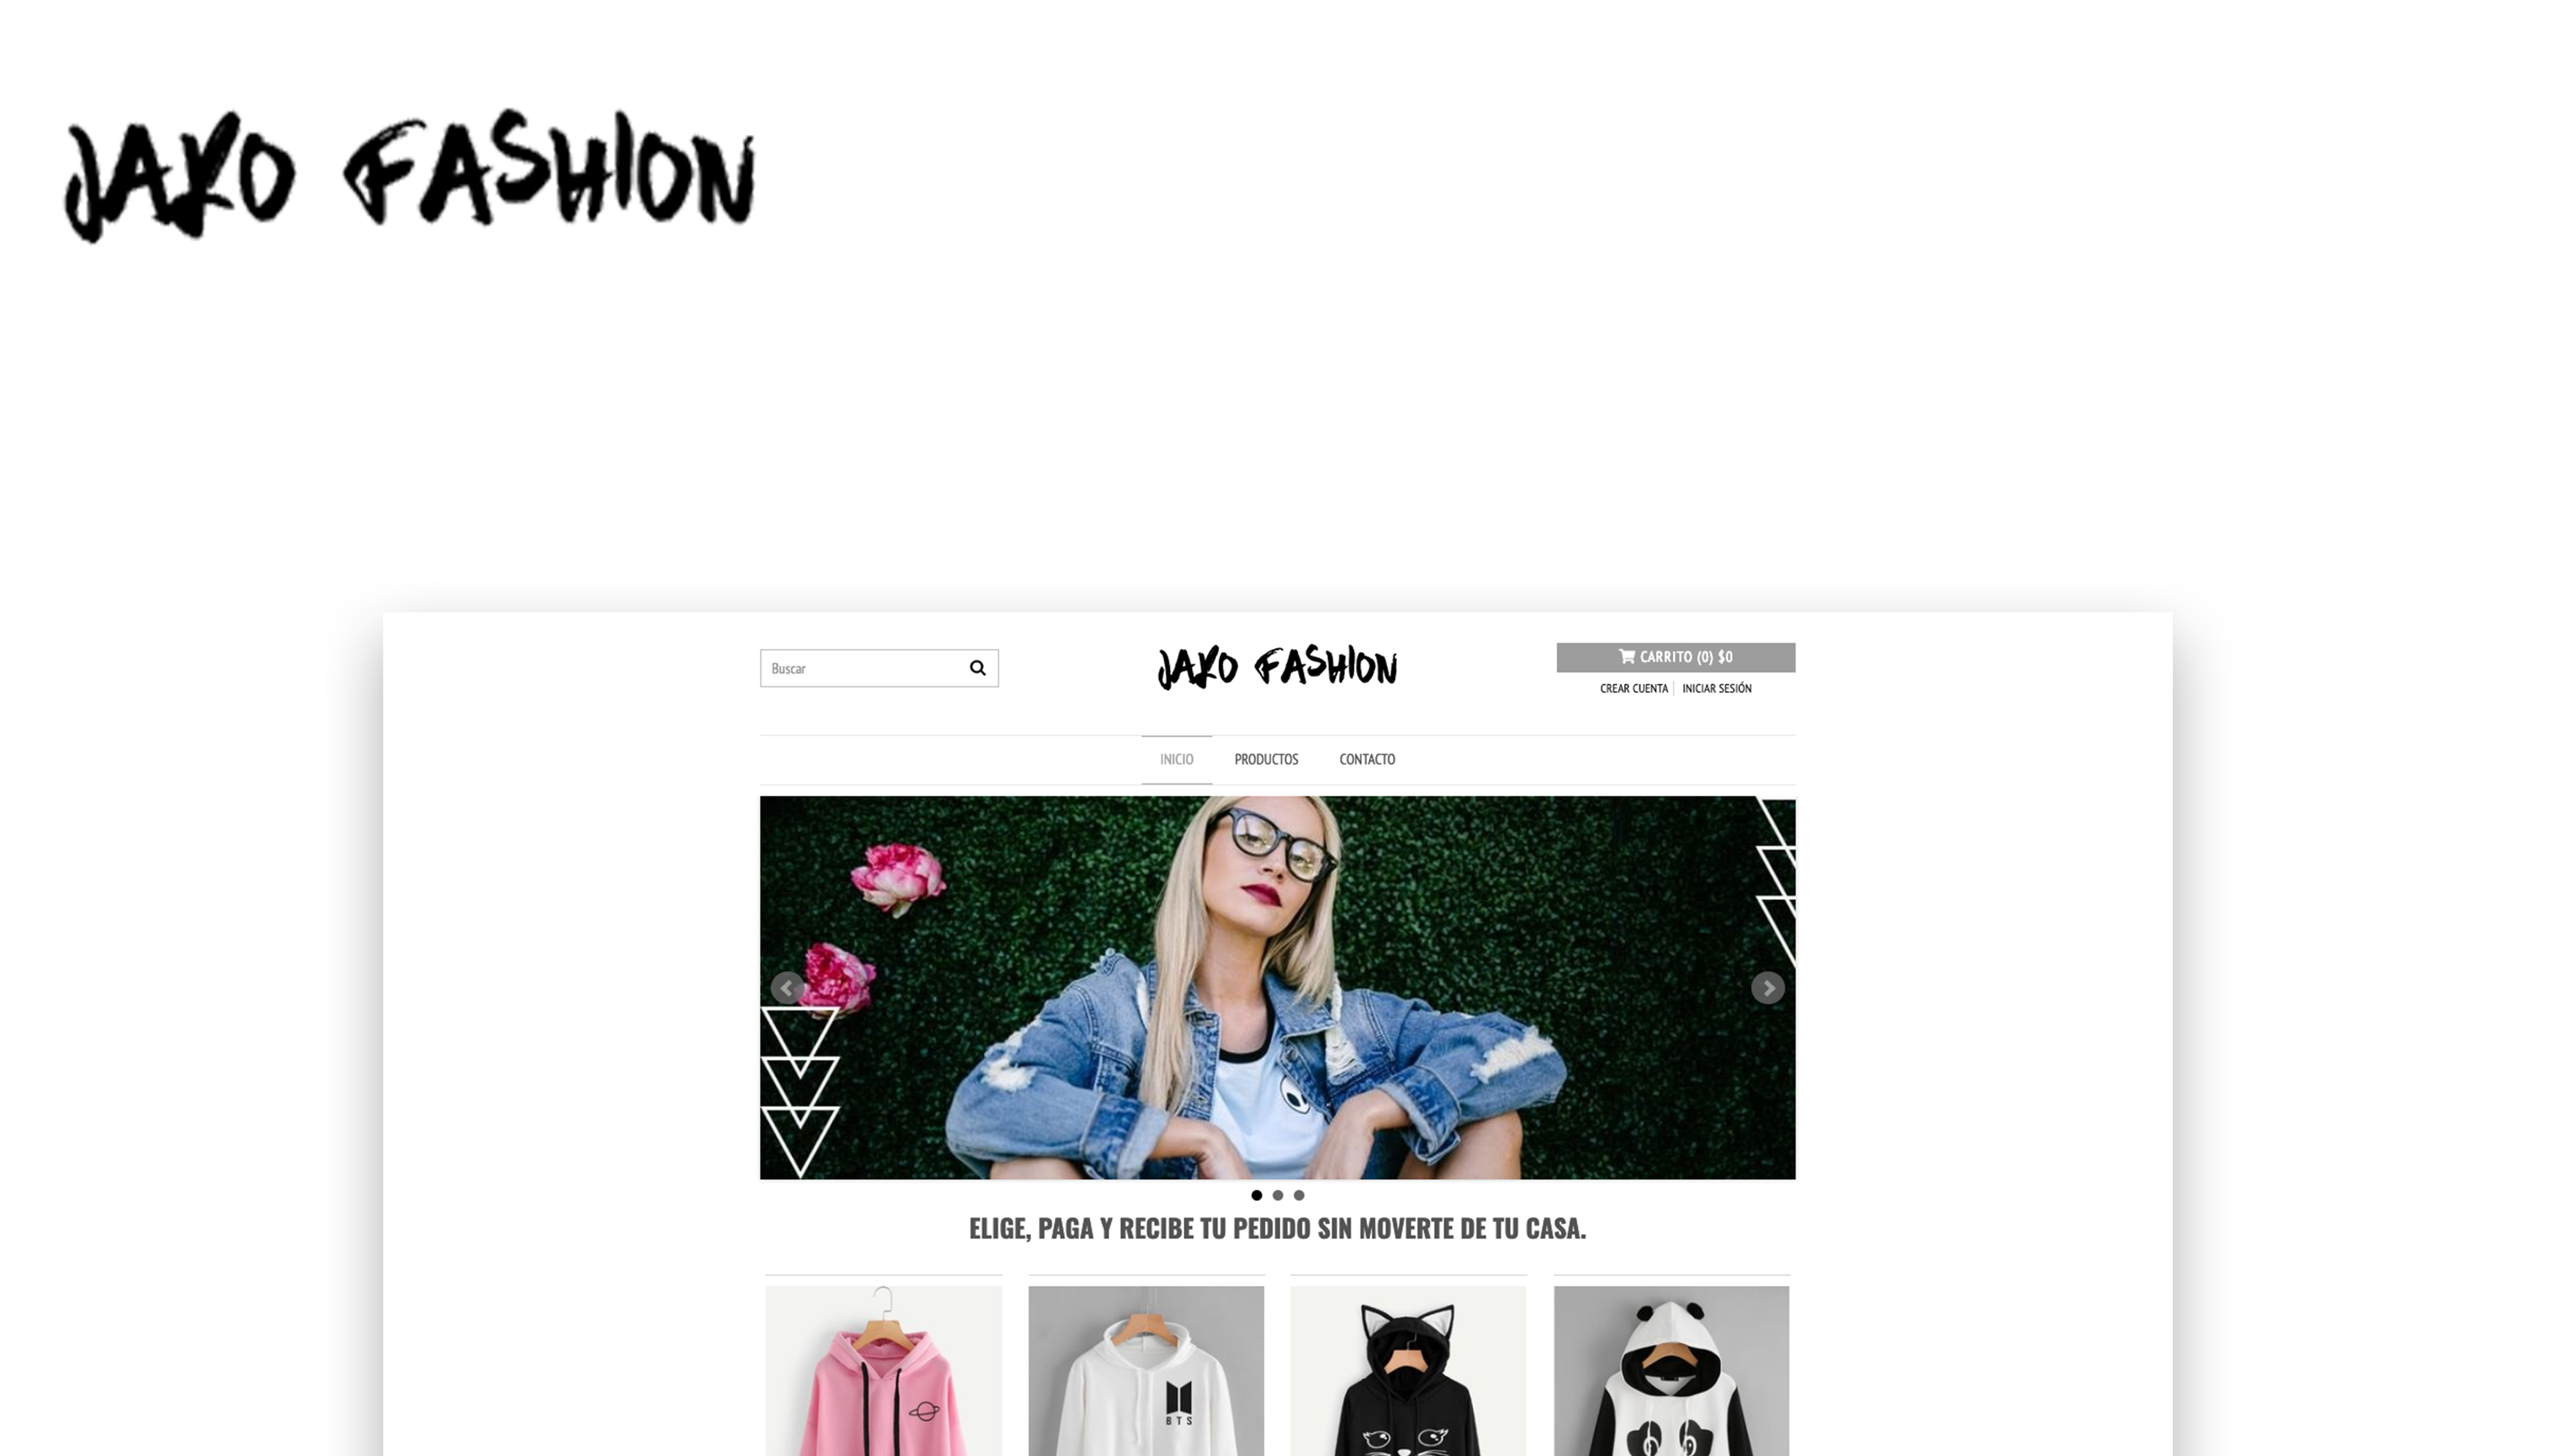 JAKO FASHION
Buscar
JAKO FASHION
CARRITO (0) $0
CREAR CUENTA
INICIAR SESIÓN
INICIO
PRODUCTOS
CONTACTO
ELIGE, PAGA Y RECIBE TU PEDIDO SIN MOVERTE DE TU CASA.
BTS